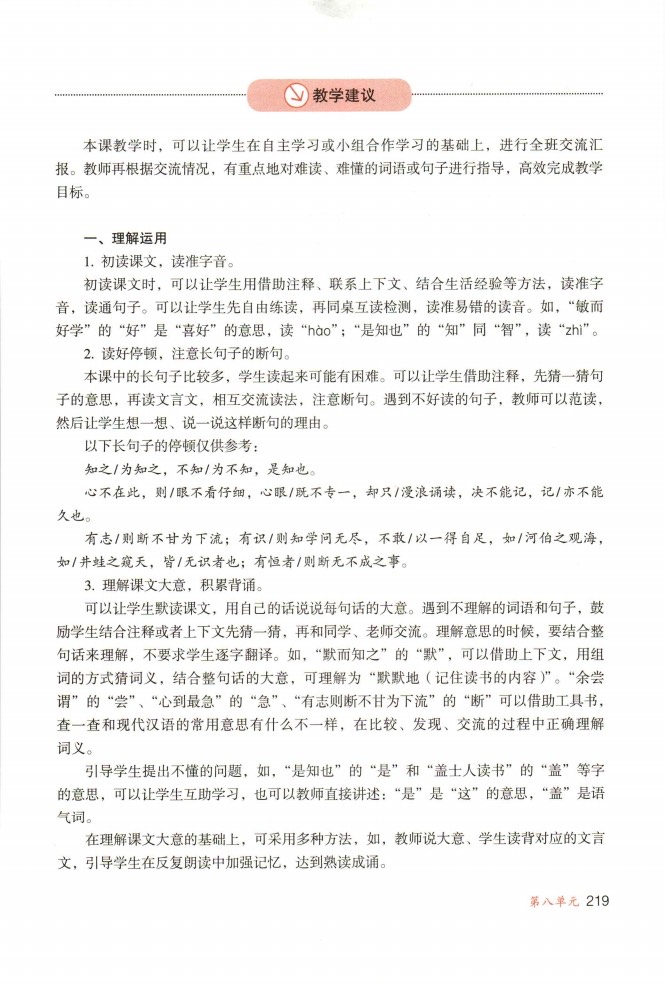 教学建议
本课教学时，可以让学生在自主学习或小组合作学习的基础上，进行全班交流汇
报。教师再根据交流情况，有重点地对难读、难懂的词语或句子进行指导，高效完成教学
目标。
一、理解运用
1. 初读课文，读准字音。
初读课文时，可以让学生用借助注释、联系上下文、结合生活经验等方法，读准字
音，读通句子。可以让学生先自由练读，再同桌互读检测，读准易错的读音。如，“敏而
好学”的“好”是“喜好”的意思，读“hào”；“是知也”的“知”同“智”，读“zhì”。
2. 读好停顿，注意长句子的断句。
本课中的长句子比较多，学生读起来可能有困难。可以让学生借助注释，先猜一猜句
子的意思，再读文言文，相互交流读法，注意断句。遇到不好读的句子，教师可以范读，
然后让学生想一想、说一说这样断句的理由。
以下长句子的停顿仅供参考：
知之/为知之，不知/为不知，是知也。
心不在此，则/眼不看仔细，心眼/既不专一，却只/漫浪诵读，决不能记，记/亦不能
久也。
有志/则断不甘为下流；有识/则知学问无尽，不敢/以一得自足，如/河伯之观海，
如/井蛙之窥天，皆/无识者也；有恒者/则断无不成之事。
3. 理解课文大意，积累背诵。
可以让学生默读课文，用自己的话说说每句话的大意。遇到不理解的词语和句子，鼓
励学生结合注释或者上下文先猜一猜，再和同学、老师交流。理解意思的时候，要结合整
句话来理解，不要求学生逐字翻译。如，“默而知之”的“默”，可以借助上下文，用组
词的方式猜词义，结合整句话的大意，可理解为“默默地（记住读书的内容）”。“余尝
谓”的“尝”、“心到最急”的“急”、“有志则断不甘为下流”的“断”可以借助工具书，
查一查和现代汉语的常用意思有什么不一样，在比较、发现、交流的过程中正确理解
词义。
引导学生提出不懂的问题，如，“是知也”的“是”和“盖士人读书”的“盖”等字
的意思，可以让学生互助学习，也可以教师直接讲述：“是”是“这”的意思，“盖”是语
气词。
在理解课文大意的基础上，可采用多种方法，如，教师说大意、学生读背对应的文言
文，引导学生在反复朗读中加强记忆，达到熟读成诵。
第八单元 219